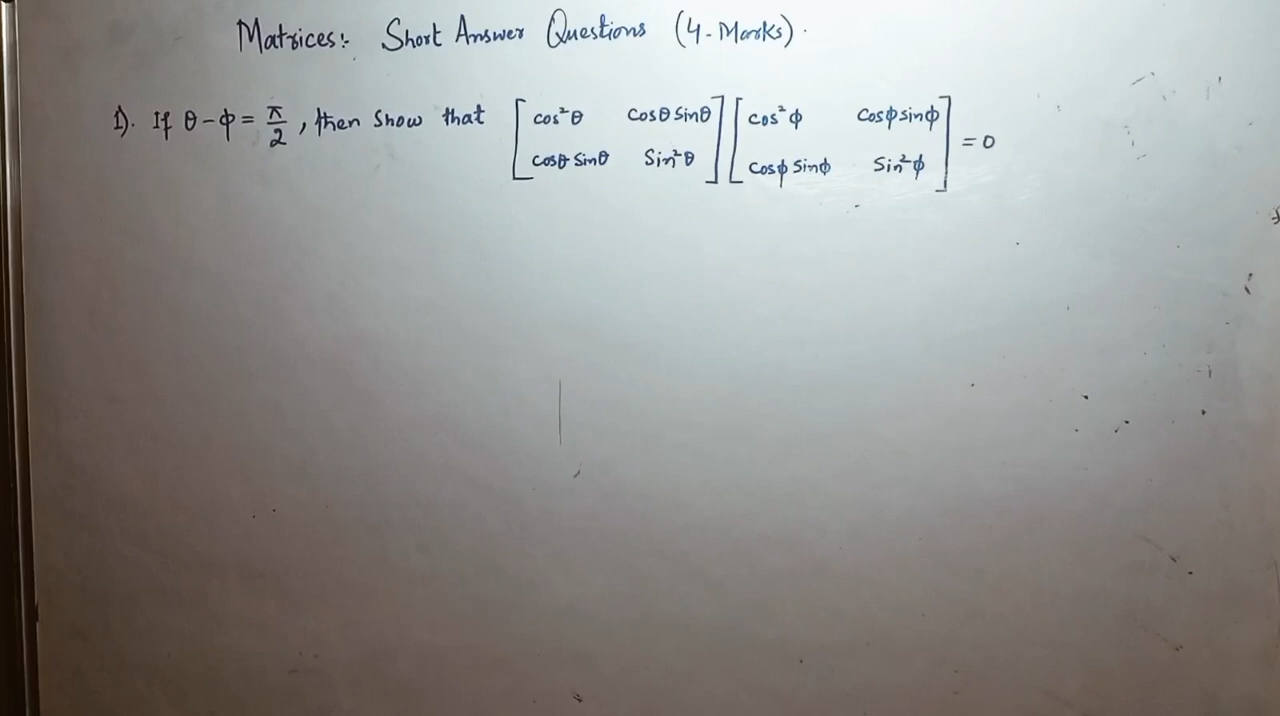 Matrices:- Short Answer Questions (4-Marks).
1). If θ-ϕ = π/2, then show that [cos²θ cosθ sinθ cosθ sinθ sin²θ] [cos²ϕ cosϕ sinϕ cosϕ sinϕ sin²ϕ] = 0